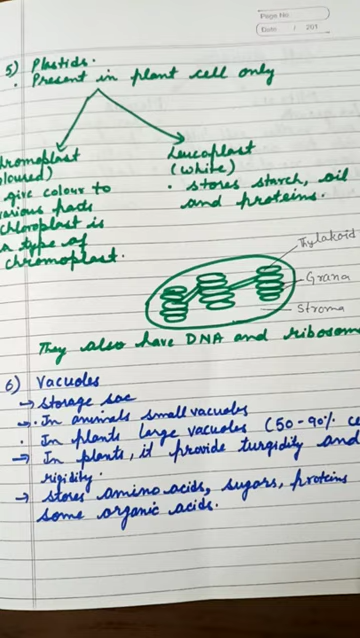 Page No.
Date / 201
5) Plastids.
· Present in plant cell only
hromoplast
oloured)
give colour to
various parts
chloroplast is
a type of
chromoplast.
Leucoplast
(white)
· stores starch, oil
and proteins.
Thylakoid
Grana
Stroma
They also have DNA and ribosome
6) Vacuoles
→ Storage sac
→ · In animals small vacuoles
· In plants large vacuoles (50-90% ce
→ In plants, it provide turgidity and
rigidity.
→ stores amino acids, sugars, proteins
some organic acids.